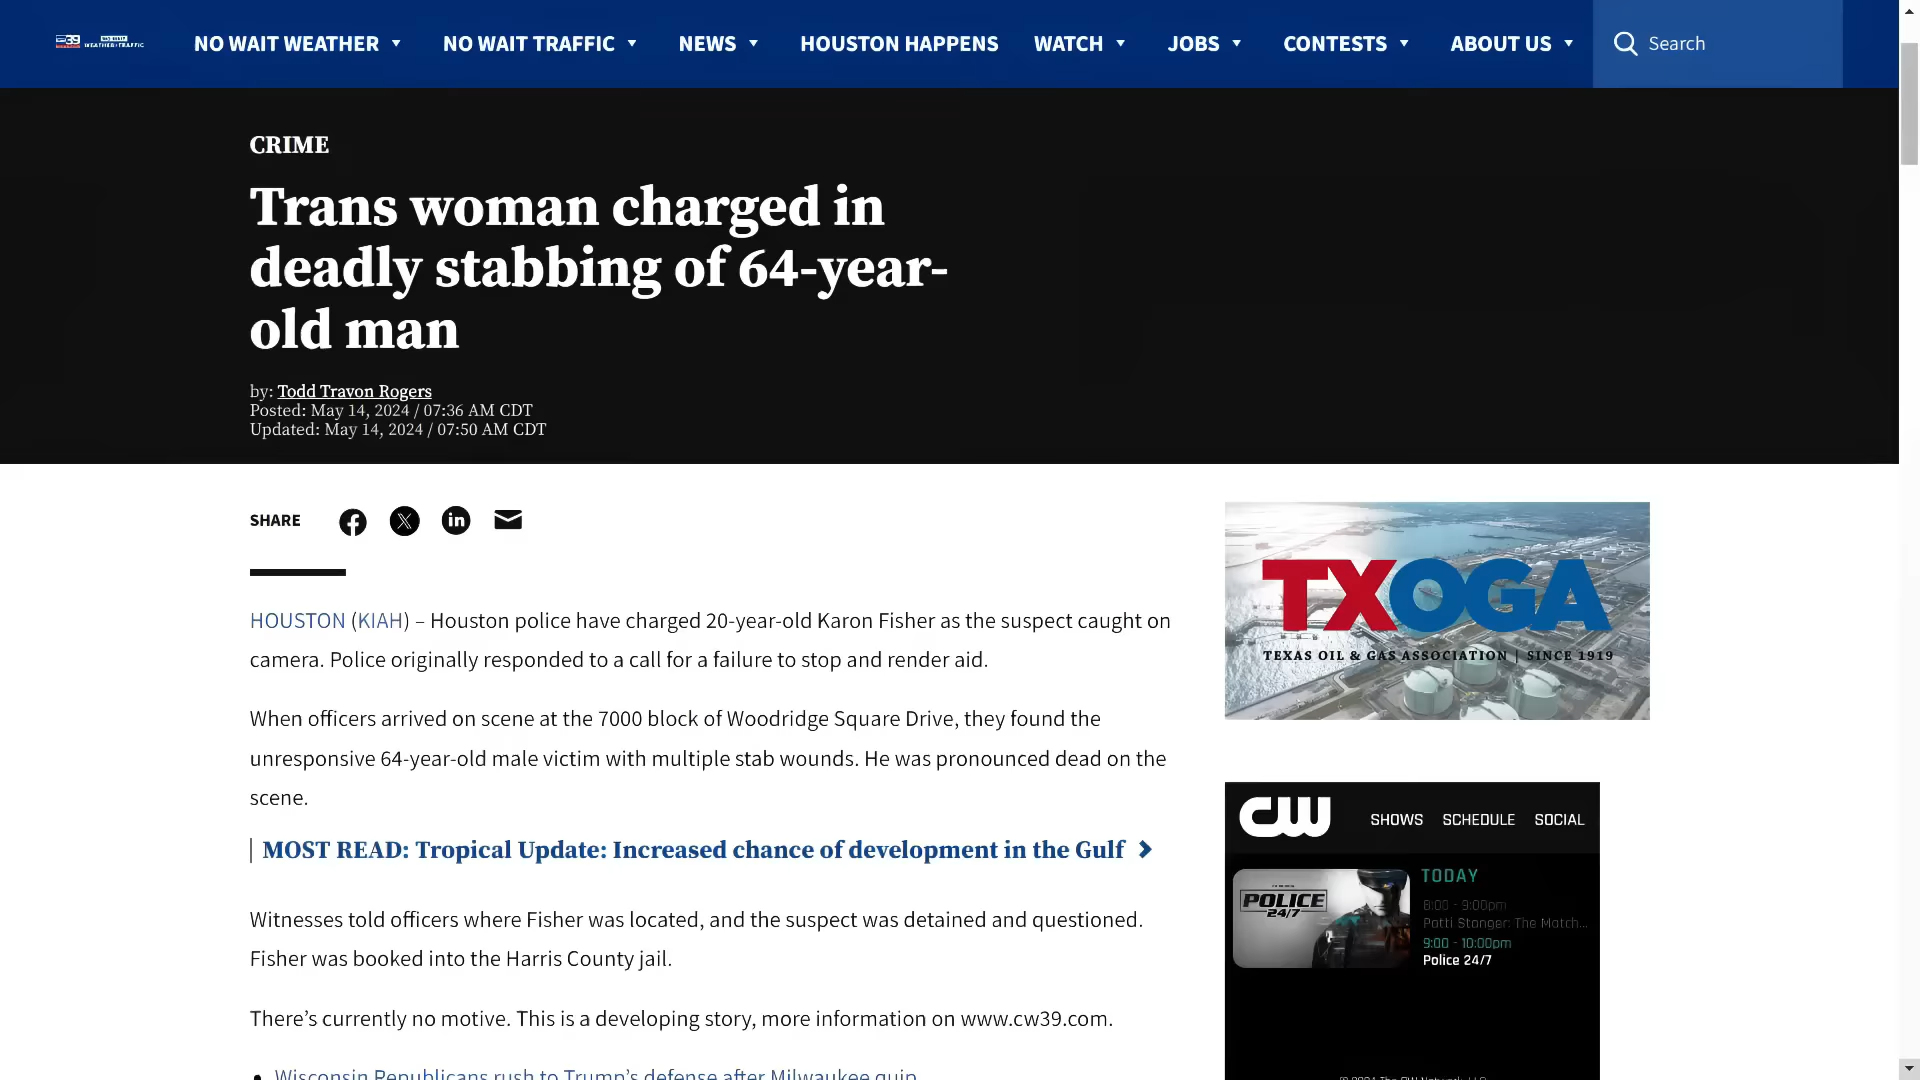 39
WEATHER+TRAFFIC
NO WAIT WEATHER
NO WAIT TRAFFIC
NEWS
HOUSTON HAPPENS
WATCH
JOBS
CONTESTS
ABOUT US
Search
CRIME
Trans woman charged in
deadly stabbing of 64-year-
old man
by: Todd Travon Rogers
Posted: May 14, 2024 / 07:36 AM CDT
Updated: May 14, 2024 / 07:50 AM CDT
SHARE
HOUSTON (KIAH) – Houston police have charged 20-year-old Karon Fisher as the suspect caught on
camera. Police originally responded to a call for a failure to stop and render aid.
When officers arrived on scene at the 7000 block of Woodridge Square Drive, they found the
unresponsive 64-year-old male victim with multiple stab wounds. He was pronounced dead on the
scene.
MOST READ: Tropical Update: Increased chance of development in the Gulf
Witnesses told officers where Fisher was located, and the suspect was detained and questioned.
Fisher was booked into the Harris County jail.
There’s currently no motive. This is a developing story, more information on www.cw39.com.
Wisconsin Republicans rush to Trump’s defense after Milwaukee quip
TXOGA
TEXAS OIL & GAS ASSOCIATION | SINCE 1919
CW
SHOWS
SCHEDULE
SOCIAL
POLICE
24/7
TODAY
8:00 - 9:00pm
Patti Stanger: The Match...
9:00 - 10:00pm
Police 24/7